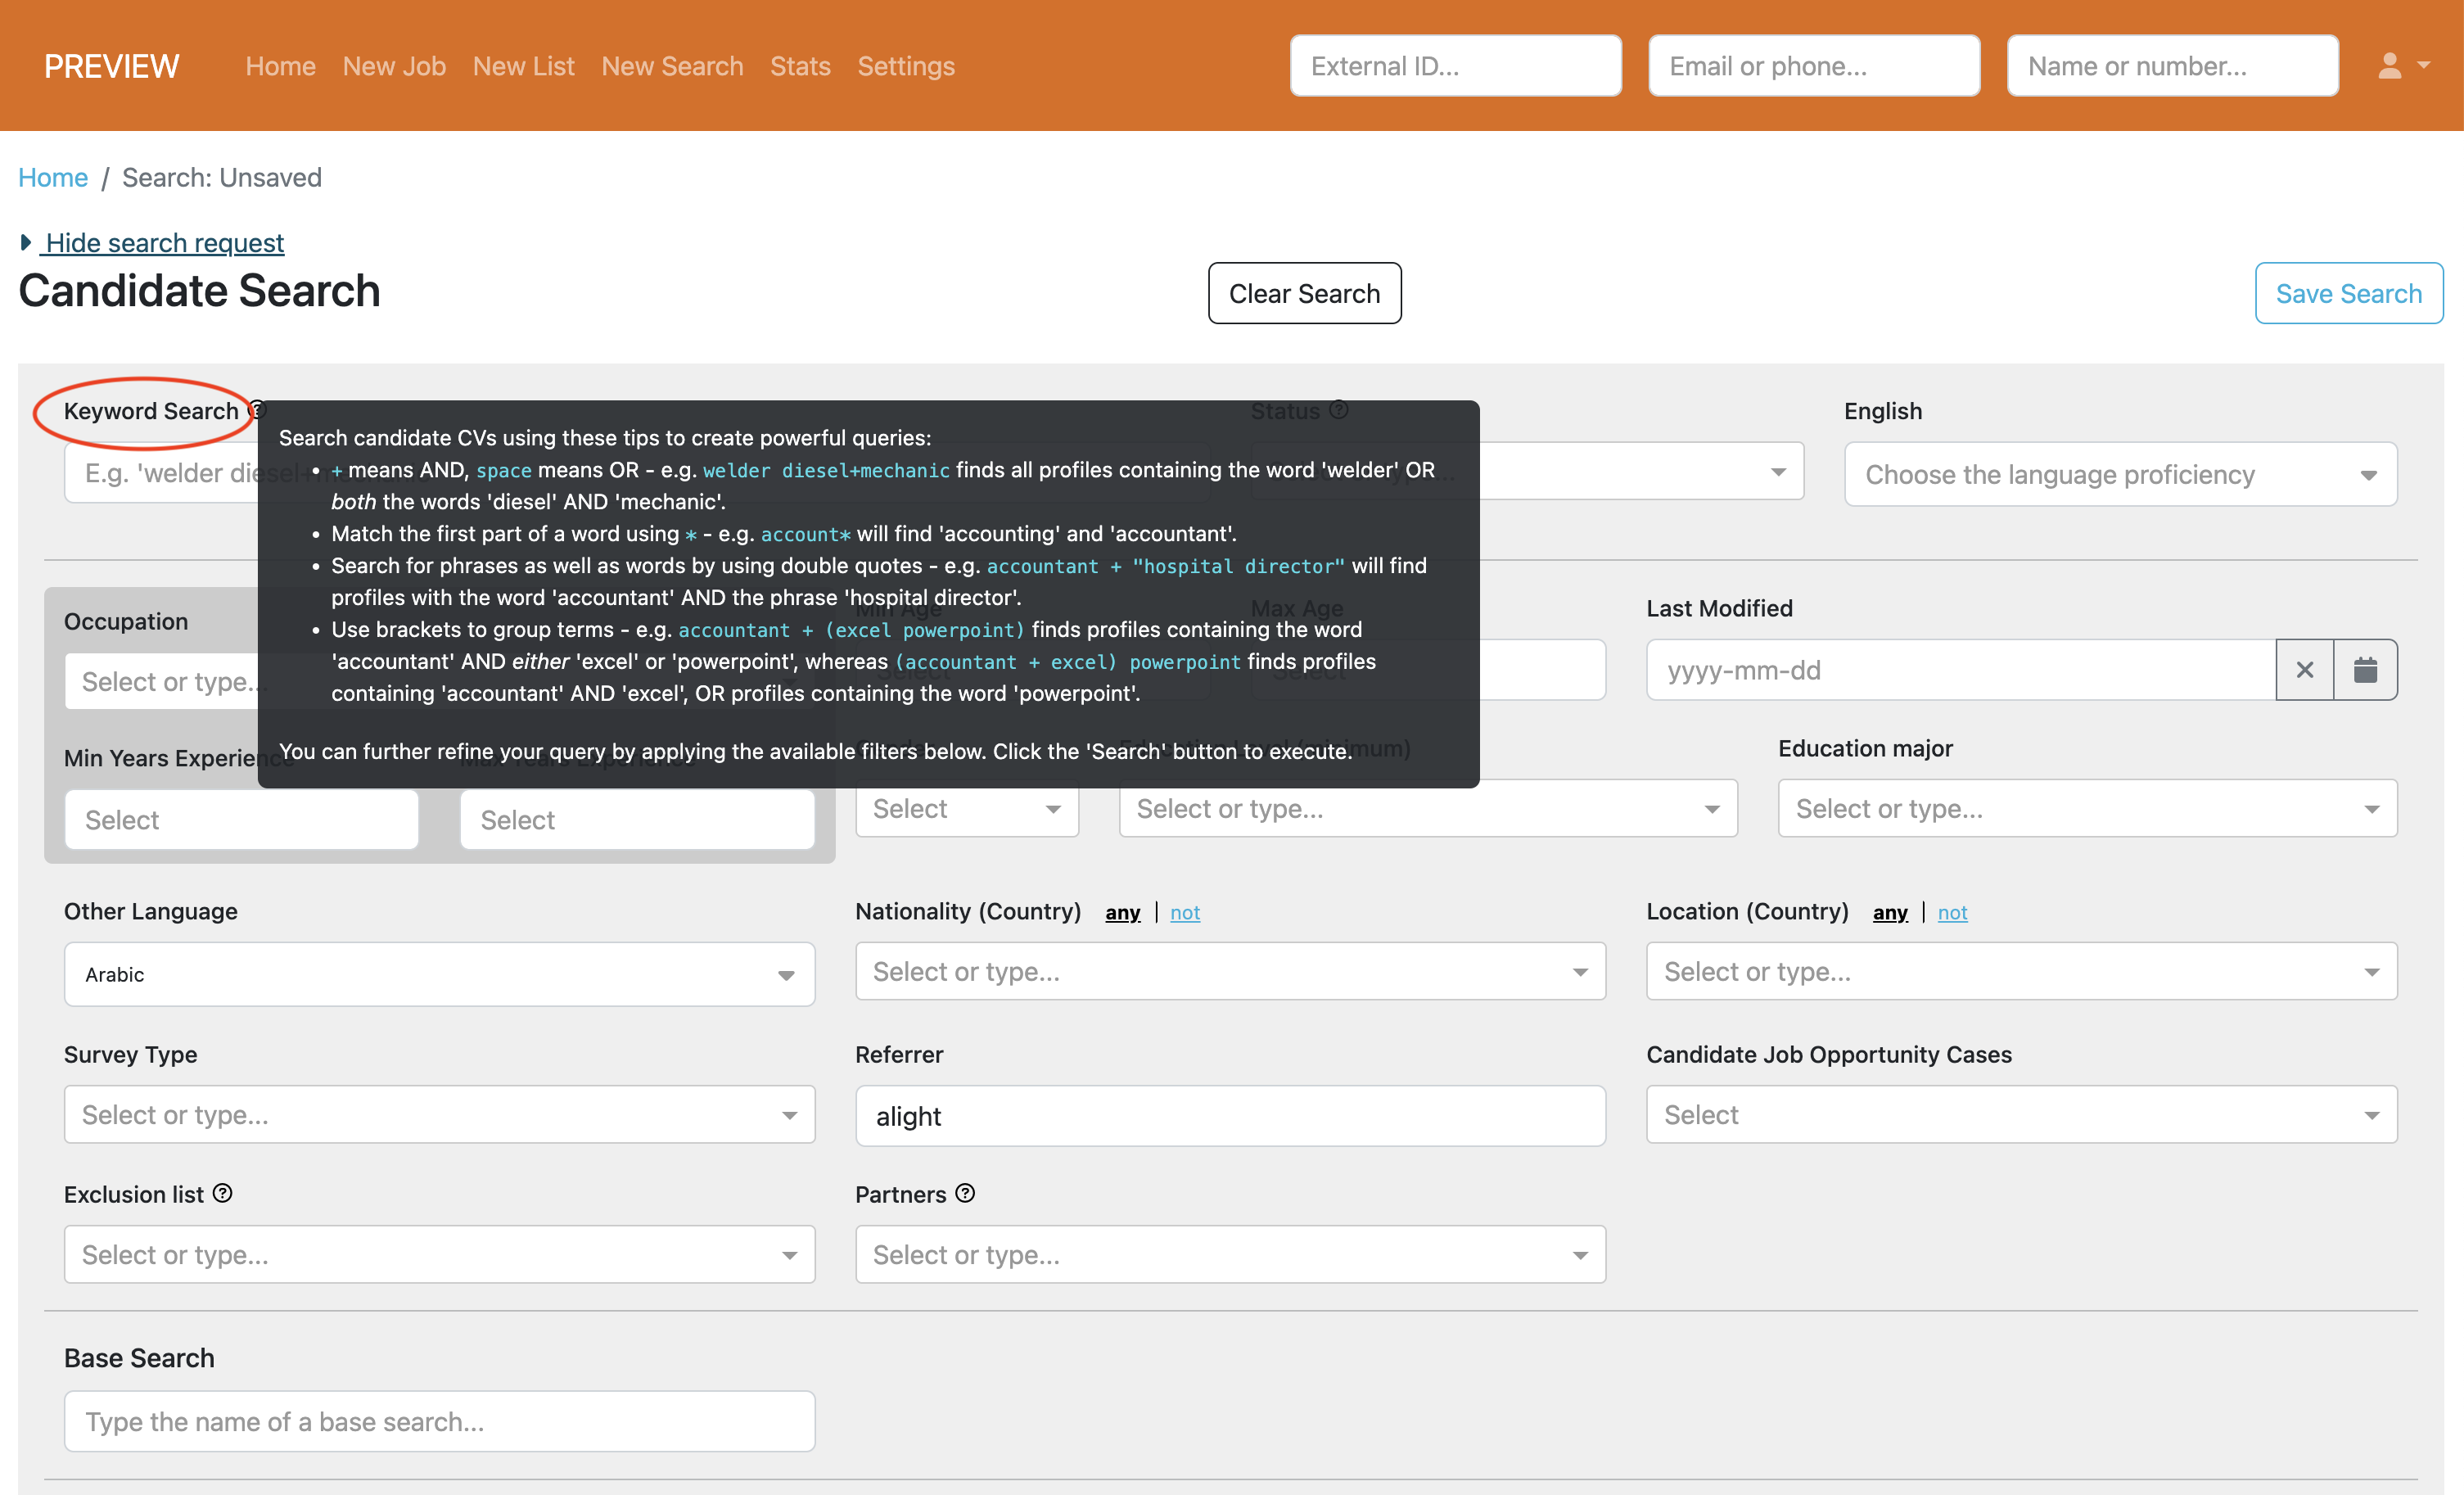 PREVIEW Home New Job New List New Search Stats Settings External ID... Email or phone... Name or number...
Home / Search: Unsaved
Hide search request
Candidate Search
Clear Search
Save Search
Keyword Search
Status
English
E.g. 'welder diesel+mechanic
Choose the language proficiency
Search candidate CVs using these tips to create powerful queries:
• + means AND, space means OR - e.g. welder diesel+mechanic finds all profiles containing the word 'welder' OR
both the words 'diesel' AND 'mechanic'.
• Match the first part of a word using * - e.g. account* will find 'accounting' and 'accountant'.
• Search for phrases as well as words by using double quotes - e.g. accountant + "hospital director" will find
profiles with the word 'accountant' AND the phrase 'hospital director'.
• Use brackets to group terms - e.g. accountant + (excel powerpoint) finds profiles containing the word
'accountant' AND either 'excel' or 'powerpoint', whereas (accountant + excel) powerpoint finds profiles
containing 'accountant' AND 'excel', OR profiles containing the word 'powerpoint'.
You can further refine your query by applying the available filters below. Click the 'Search' button to execute.
Occupation
Min Age
Max Age
Last Modified
Select or type...
Select
Select
yyyy-mm-dd
Min Years Experience
Max Years Experience
Education major
Select
Select
Select
Select or type...
Select or type...
Other Language
Nationality (Country) any | not
Location (Country) any | not
Arabic
Select or type...
Select or type...
Survey Type
Referrer
Candidate Job Opportunity Cases
Select or type...
alight
Select
Exclusion list
Partners
Select or type...
Select or type...
Base Search
Type the name of a base search...